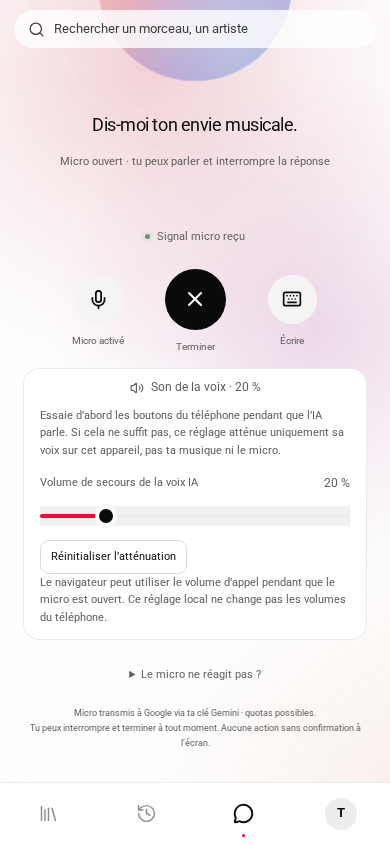 Rechercher un morceau, un artiste
Dis-moi ton envie musicale.
Micro ouvert · tu peux parler et interrompre la réponse
Signal micro reçu
Micro activé
Terminer
Écrire
Son de la voix · 20 %
Essaie d’abord les boutons du téléphone pendant que l’IA
parle. Si cela ne suffit pas, ce réglage atténue uniquement sa
voix sur cet appareil, pas ta musique ni le micro.
Volume de secours de la voix IA
20 %
Réinitialiser l’atténuation
Le navigateur peut utiliser le volume d’appel pendant que le
micro est ouvert. Ce réglage local ne change pas les volumes
du téléphone.
Le micro ne réagit pas ?
Micro transmis à Google via ta clé Gemini · quotas possibles.
Tu peux interrompre et terminer à tout moment. Aucune action sans confirmation à
l’écran.
T